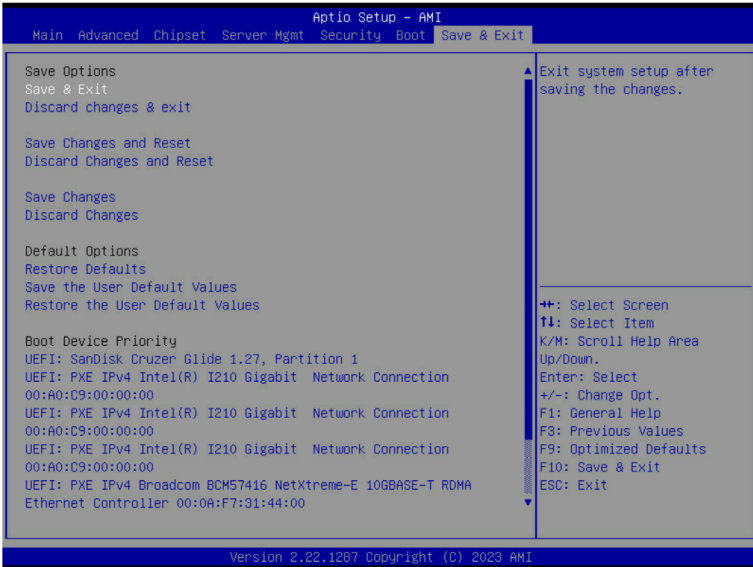 Aptio Setup – AMI
Main Advanced Chipset Server Mgmt Security Boot Save & Exit
Save Options
Save & Exit
Discard changes & exit
Save Changes and Reset
Discard Changes and Reset
Save Changes
Discard Changes
Default Options
Restore Defaults
Save the User Default Values
Restore the User Default Values
Boot Device Priority
UEFI: SanDisk Cruzer Glide 1.27, Partition 1
UEFI: PXE IPv4 Intel(R) I210 Gigabit  Network Connection
00:A0:C9:00:00:00
UEFI: PXE IPv4 Intel(R) I210 Gigabit  Network Connection
00:A0:C9:00:00:00
UEFI: PXE IPv4 Intel(R) I210 Gigabit  Network Connection
00:A0:C9:00:00:00
UEFI: PXE IPv4 Broadcom BCM57416 NetXtreme-E 10GBASE-T RDMA
Ethernet Controller 00:0A:F7:31:44:00
Exit system setup after
saving the changes.
→←: Select Screen
↑↓: Select Item
K/M: Scroll Help Area
Up/Down.
Enter: Select
+/-: Change Opt.
F1: General Help
F3: Previous Values
F9: Optimized Defaults
F10: Save & Exit
ESC: Exit
Version 2.22.1287 Copyright (C) 2023 AMI